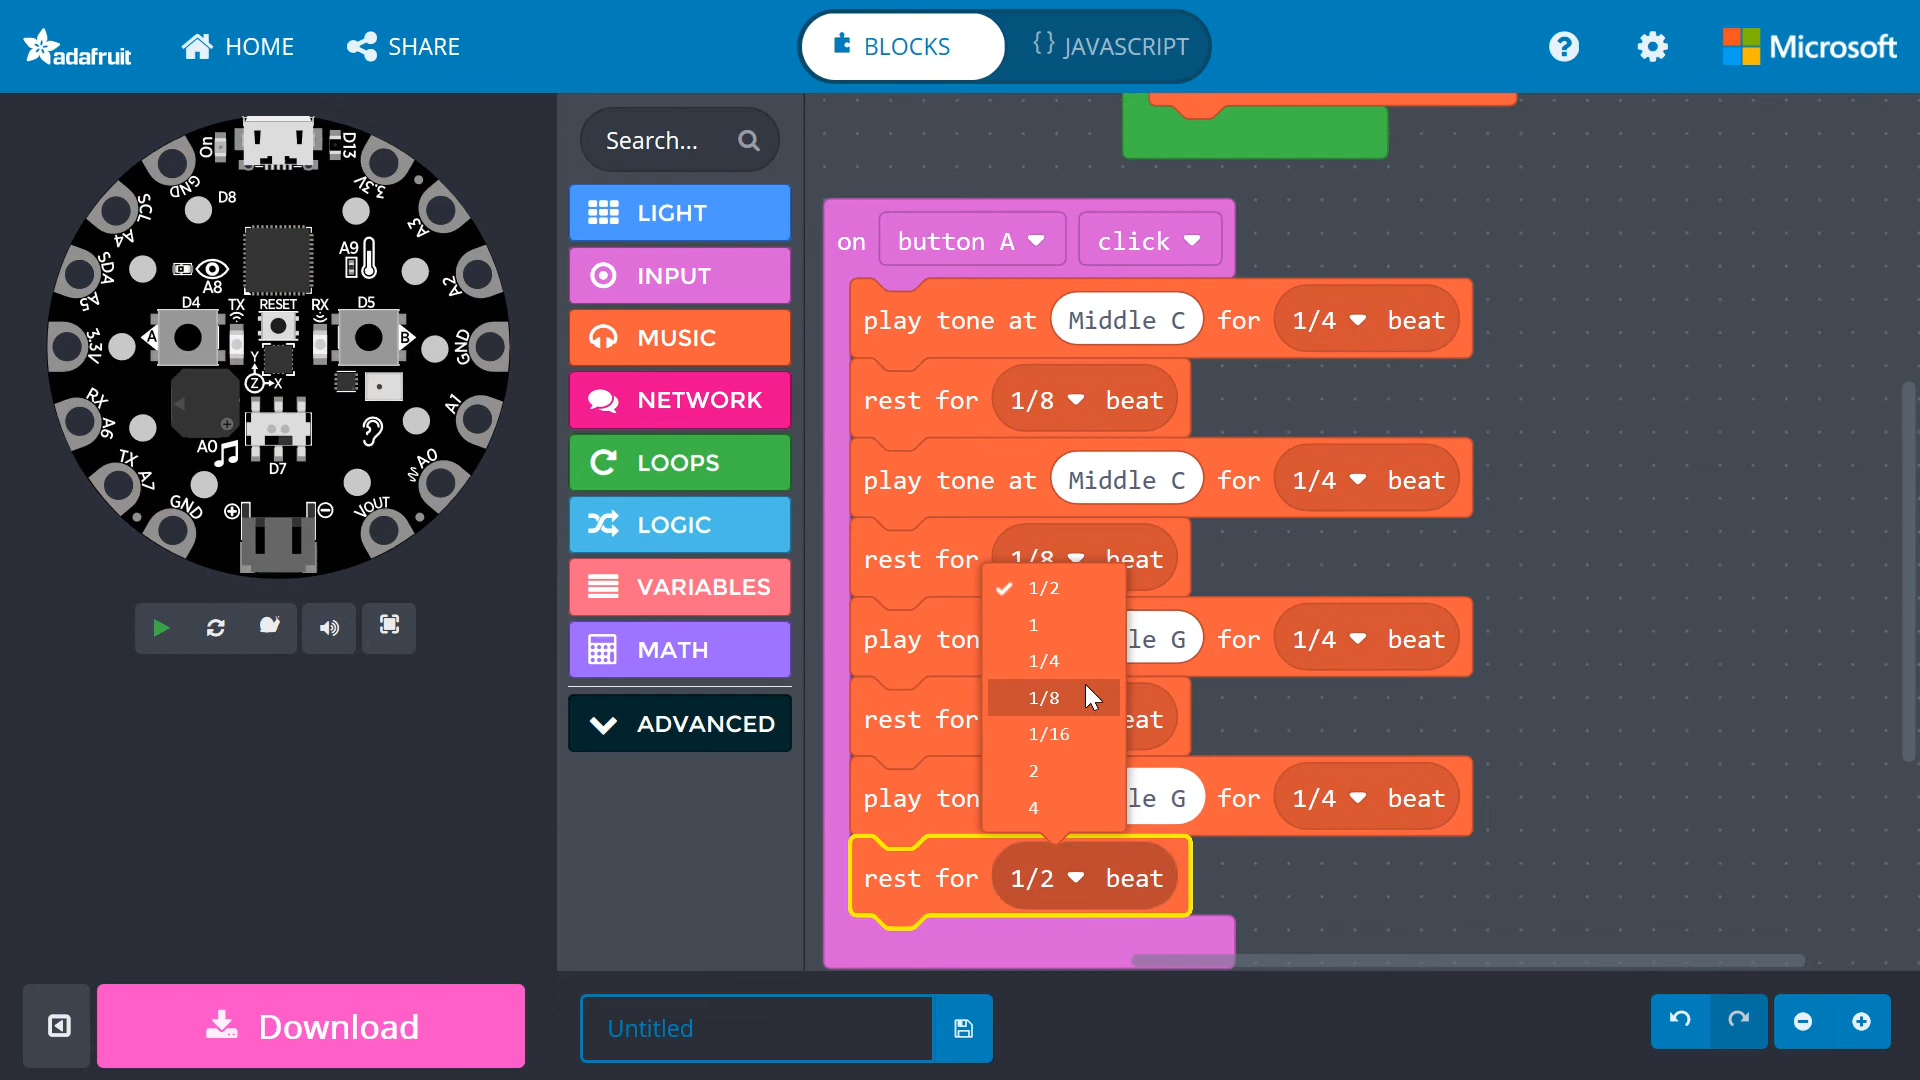 adafruit
HOME
SHARE
BLOCKS
{} JAVASCRIPT
Microsoft
Search...
LIGHT
INPUT
MUSIC
NETWORK
LOOPS
LOGIC
VARIABLES
MATH
ADVANCED
On
D13
GND
3.3V
D8
SCL
A3
A4
SDA
A9
A8
A2
A5
D4
TX
RESET
RX
D5
A
B
3.3V
GND
Y
Z
X
RX
A6
A0
A1
TX
A7
D7
A0
GND
VOUT
on button A click
play tone at Middle C for 1/4 beat
rest for 1/8 beat
play tone at Middle C for 1/4 beat
rest for 1/8 beat
1/2
1
play ton le G for 1/4 beat
1/4
1/8
rest for eat
1/16
2
play ton le G for 1/4 beat
4
rest for 1/2 beat
Download
Untitled